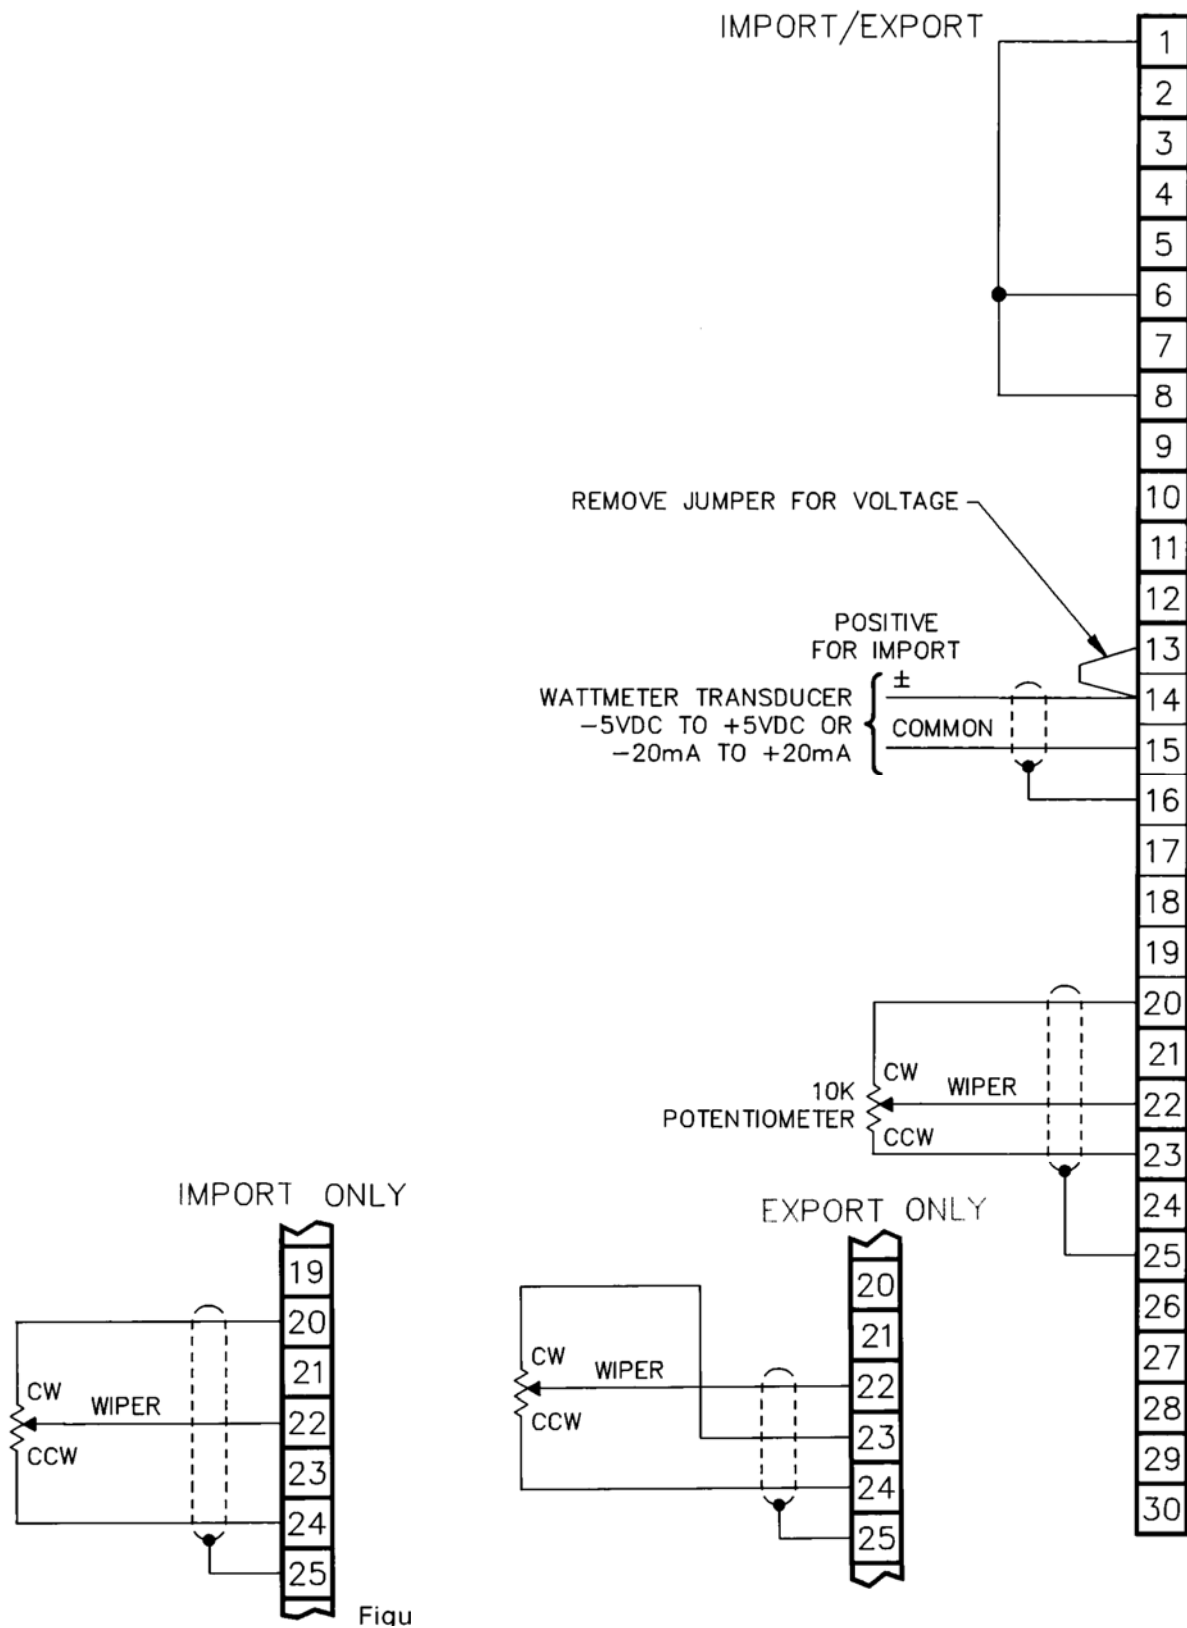 IMPORT/EXPORT
1
2
3
4
5
6
7
8
9
10
11
12
13
14
15
16
17
18
19
20
21
22
23
24
25
26
27
28
29
30
REMOVE JUMPER FOR VOLTAGE
POSITIVE
FOR IMPORT
±
WATTMETER TRANSDUCER
−5VDC TO +5VDC OR
−20mA TO +20mA
COMMON
10K
POTENTIOMETER
CW
WIPER
CCW
IMPORT ONLY
19
20
21
22
23
24
25
CW
WIPER
CCW
EXPORT ONLY
20
21
22
23
24
25
CW
WIPER
CCW
Figu